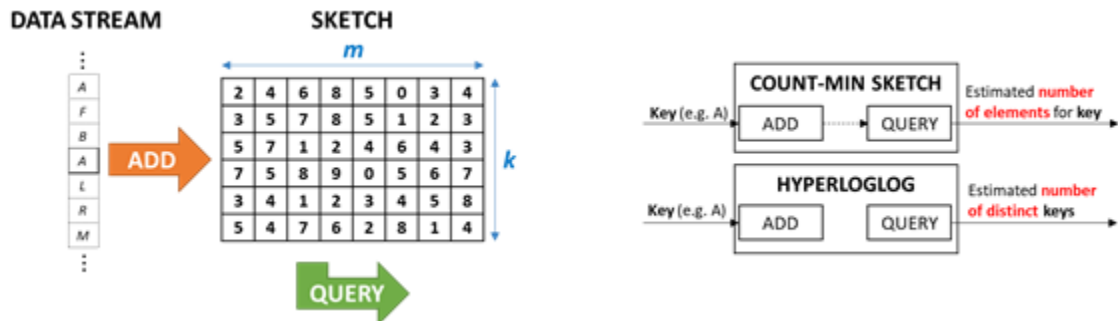 DATA STREAM
SKETCH
m
⋮
A
F
B
A
L
R
M
⋮
ADD
2 4 6 8 5 0 3 4
3 5 7 8 5 1 2 3
5 7 1 2 4 6 4 3
7 5 8 9 0 5 6 7
3 4 1 2 3 4 5 8
5 4 7 6 2 8 1 4
k
QUERY
COUNT-MIN SKETCH
Key (e.g. A)
ADD
QUERY
Estimated number
of elements for key
HYPERLOGLOG
Key (e.g. A)
ADD
QUERY
Estimated number
of distinct keys